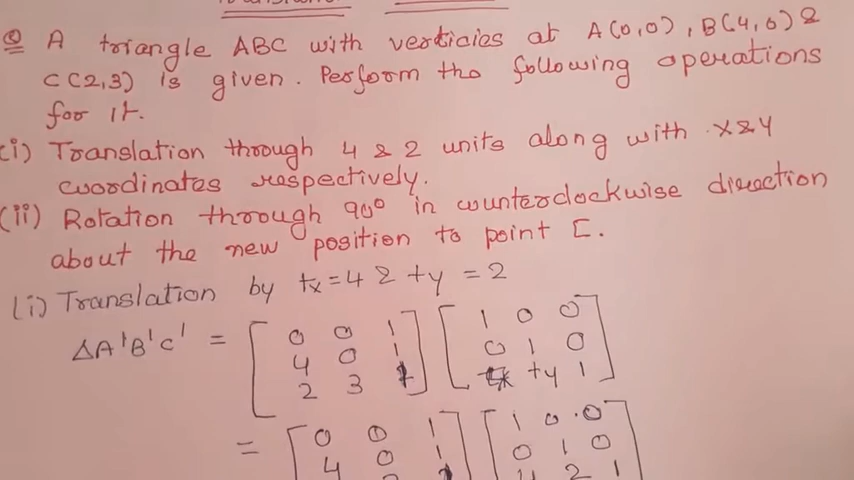 Q A triangle ABC with verticies at A(0,0), B(4,0) &
C(2,3) is given. Perform the following operations
for it.
(i) Translation through 4 & 2 units along with X & Y
coordinates respectively.
(ii) Rotation through 90° in counterclockwise direction
about the new position to point C.
(i) Translation by tx=4 & ty=2
ΔA'B'C' = [ 0 0 1 ] [ 1 0 0 ]
4 0 1 0 1 0
2 3 1 tx ty 1
= [ 0 0 1 ] [ 1 0 0 ]
4 0 1 0 1 0
4 2 1